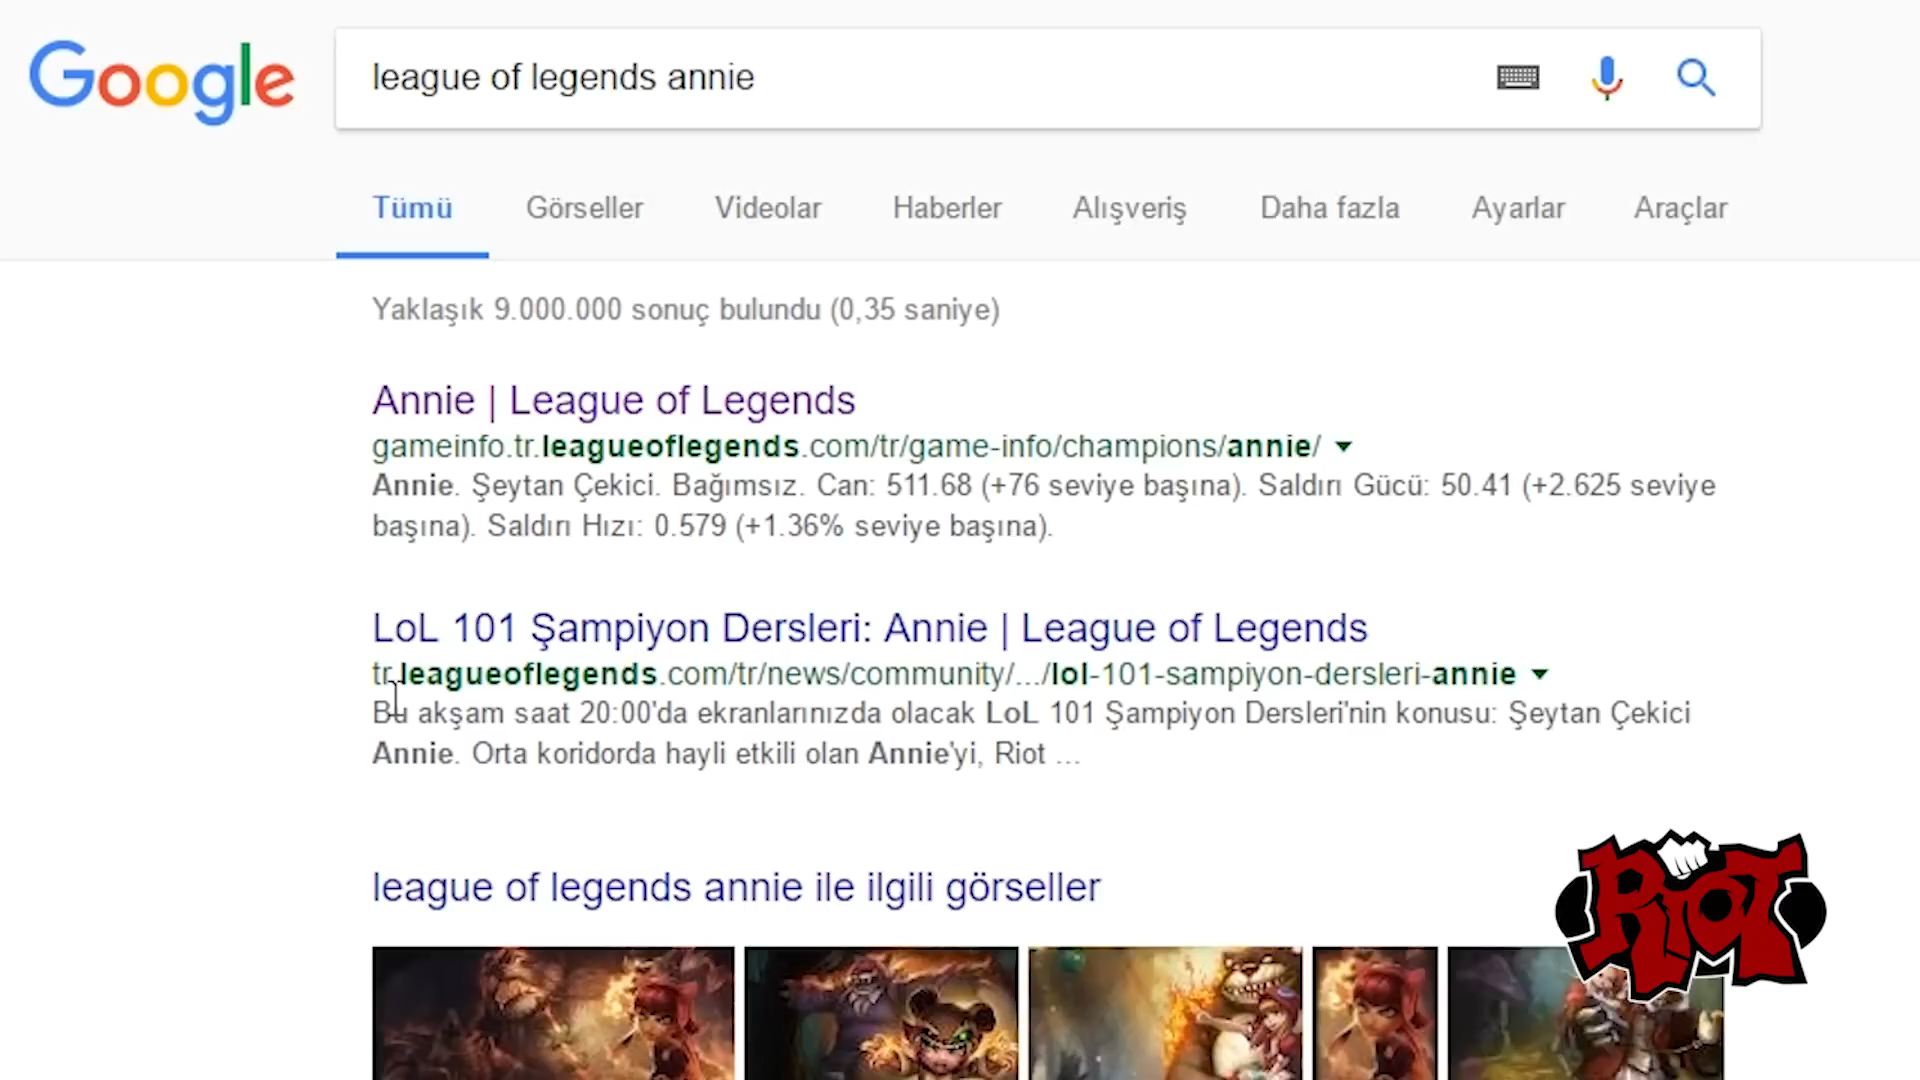 Google
league of legends annie
Tümü Görseller Videolar Haberler Alışveriş Daha fazla Ayarlar Araçlar
Yaklaşık 9.000.000 sonuç bulundu (0,35 saniye)
Annie | League of Legends
gameinfo.tr.leagueoflegends.com/tr/game-info/champions/annie/
Annie. Şeytan Çekici. Bağımsız. Can: 511.68 (+76 seviye başına). Saldırı Gücü: 50.41 (+2.625 seviye
başına). Saldırı Hızı: 0.579 (+1.36% seviye başına).
LoL 101 Şampiyon Dersleri: Annie | League of Legends
tr.leagueoflegends.com/tr/news/community/.../lol-101-sampiyon-dersleri-annie
Bu akşam saat 20:00'da ekranlarınızda olacak LoL 101 Şampiyon Dersleri'nin konusu: Şeytan Çekici
Annie. Orta koridorda hayli etkili olan Annie'yi, Riot ...
league of legends annie ile ilgili görseller
RIOT